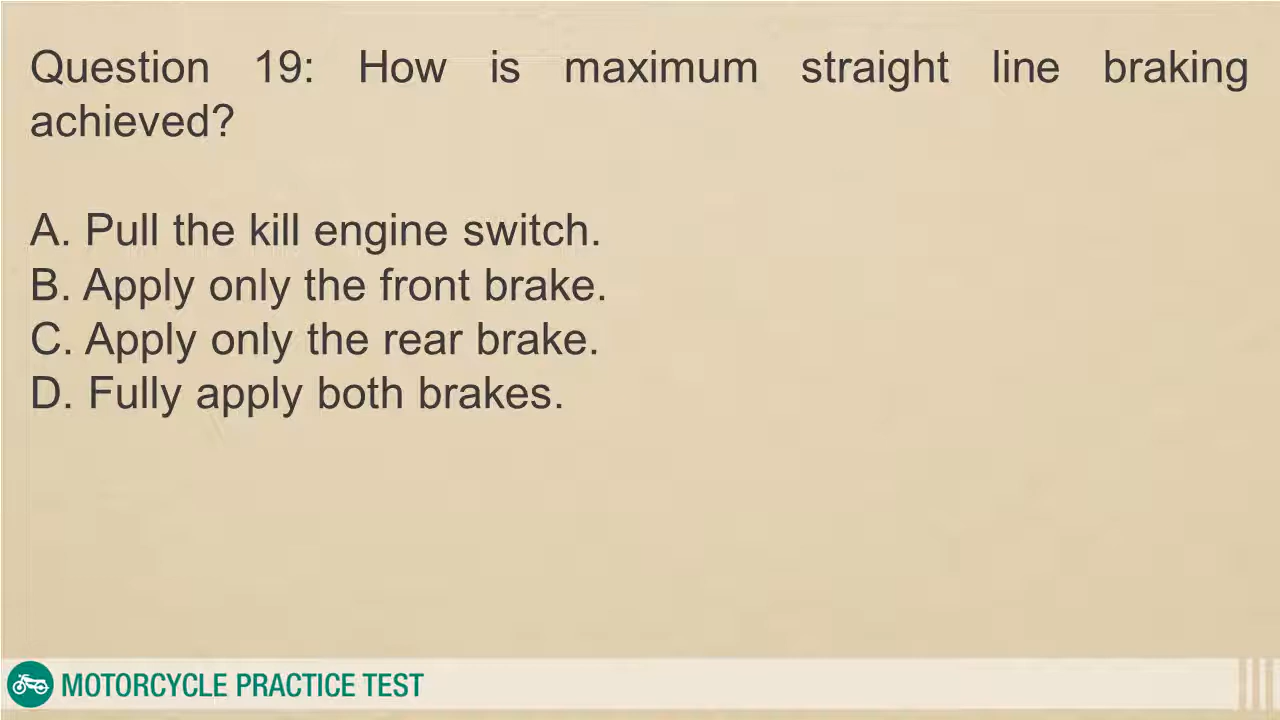 Question 19: How is maximum straight line braking
achieved?
A. Pull the kill engine switch.
B. Apply only the front brake.
C. Apply only the rear brake.
D. Fully apply both brakes.
MOTORCYCLE PRACTICE TEST